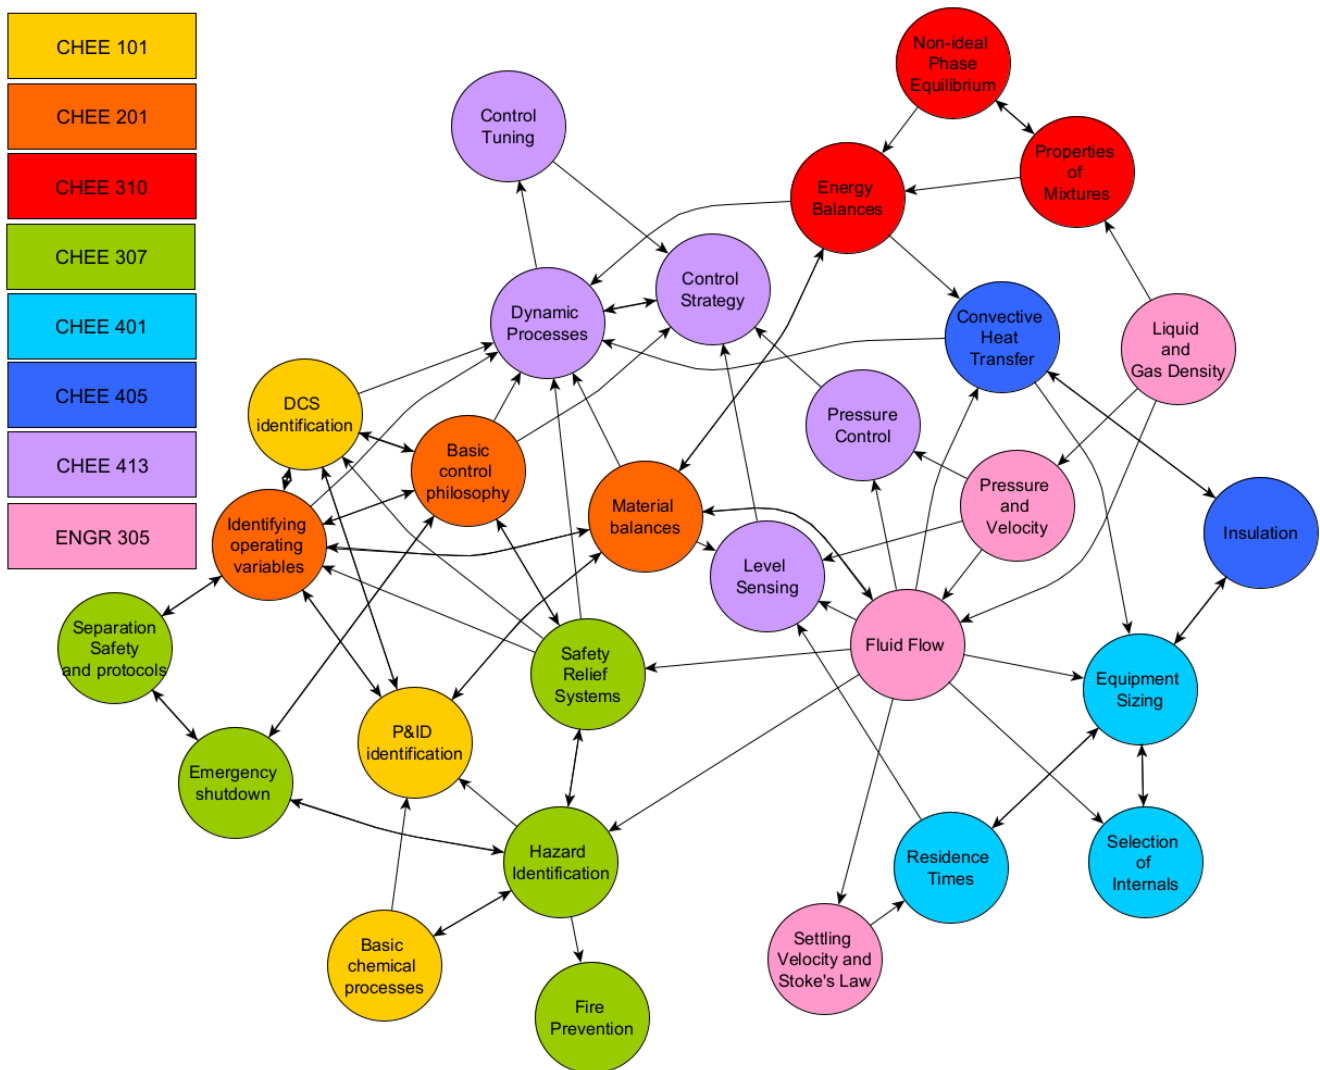 CHEE 101
CHEE 201
CHEE 310
CHEE 307
CHEE 401
CHEE 405
CHEE 413
ENGR 305
Non-ideal
Phase
Equilibrium
Control
Tuning
Properties
of
Mixtures
Energy
Balances
Control
Strategy
Dynamic
Processes
Convective
Heat
Transfer
Liquid
and
Gas Density
DCS
identification
Pressure
Control
Basic
control
philosophy
Material
balances
Pressure
and
Velocity
Insulation
Identifying
operating
variables
Level
Sensing
Separation
Safety
and protocols
Safety
Relief
Systems
Fluid Flow
Equipment
Sizing
P&ID
identification
Emergency
shutdown
Hazard
Identification
Residence
Times
Selection
of
Internals
Basic
chemical
processes
Settling
Velocity and
Stoke's Law
Fire
Prevention